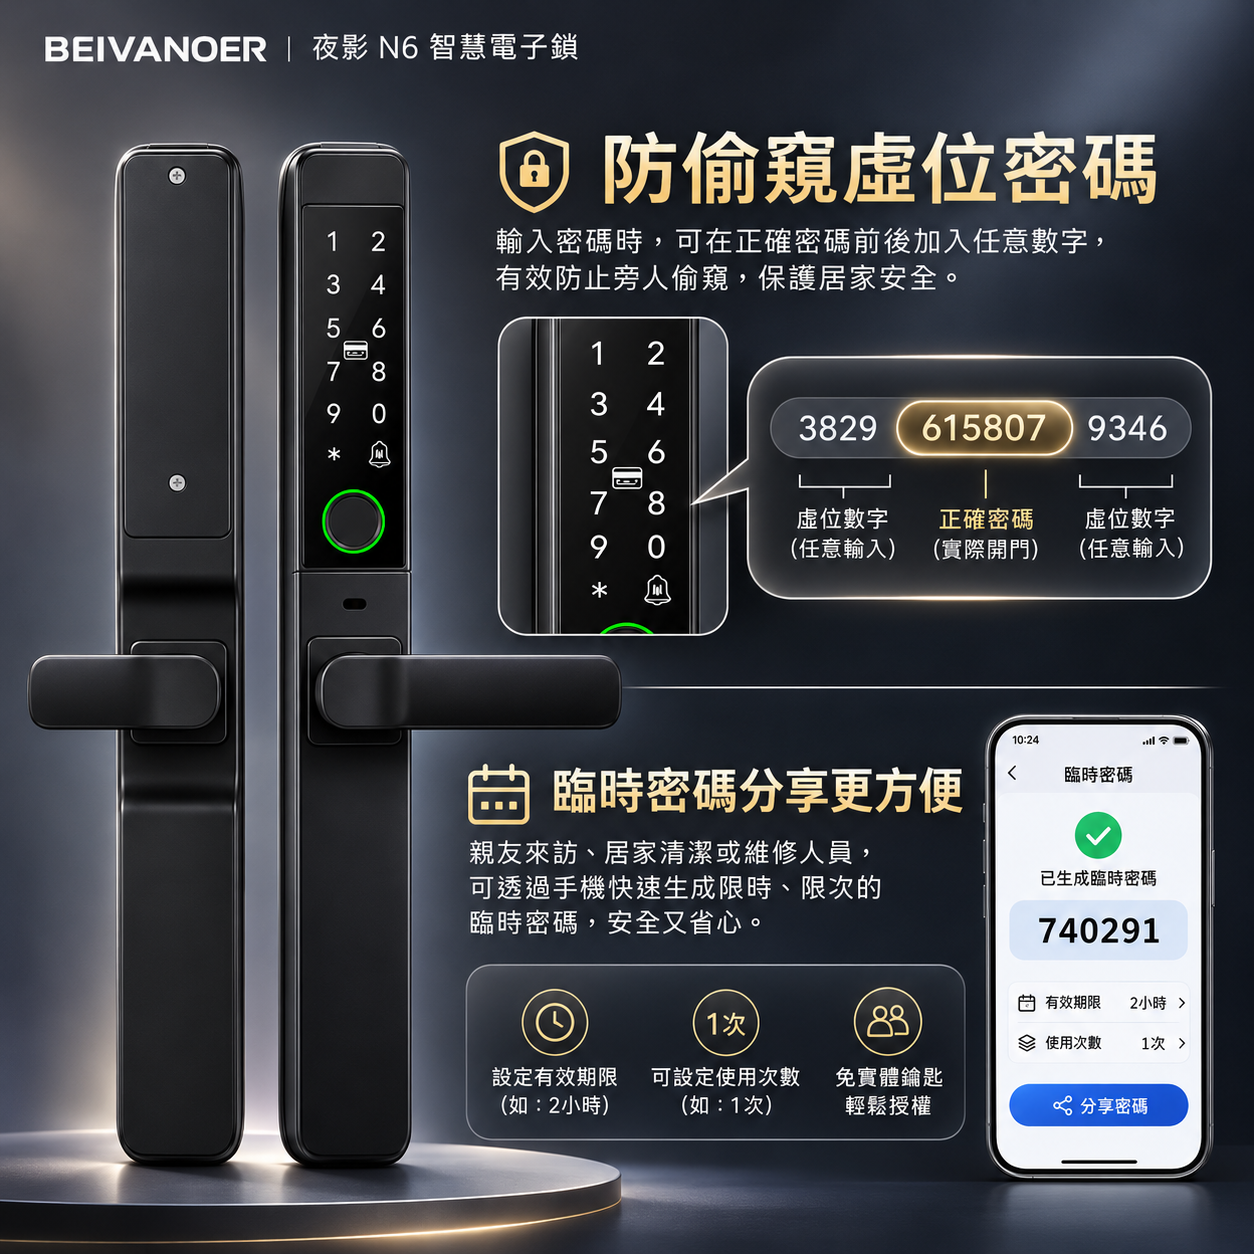 BEIVANOER | 夜影 N6 智慧電子鎖
防偷窺虛位密碼
輸入密碼時，可在正確密碼前後加入任意數字，
有效防止旁人偷窺，保護居家安全。
1 2
3 4
5 6
7 8
9 0
*
1 2
3 4
5 6
7 8
9 0
*
3829 615807 9346
虛位數字 正確密碼 虛位數字
(任意輸入) (實際開門) (任意輸入)
臨時密碼分享更方便
親友來訪、居家清潔或維修人員，
可透過手機快速生成限時、限次的
臨時密碼，安全又省心。
1次
設定有效期限 可設定使用次數 免實體鑰匙
(如：2小時) (如：1次) 輕鬆授權
10:24
臨時密碼
已生成臨時密碼
740291
有效期限 2小時
使用次數 1次
分享密碼